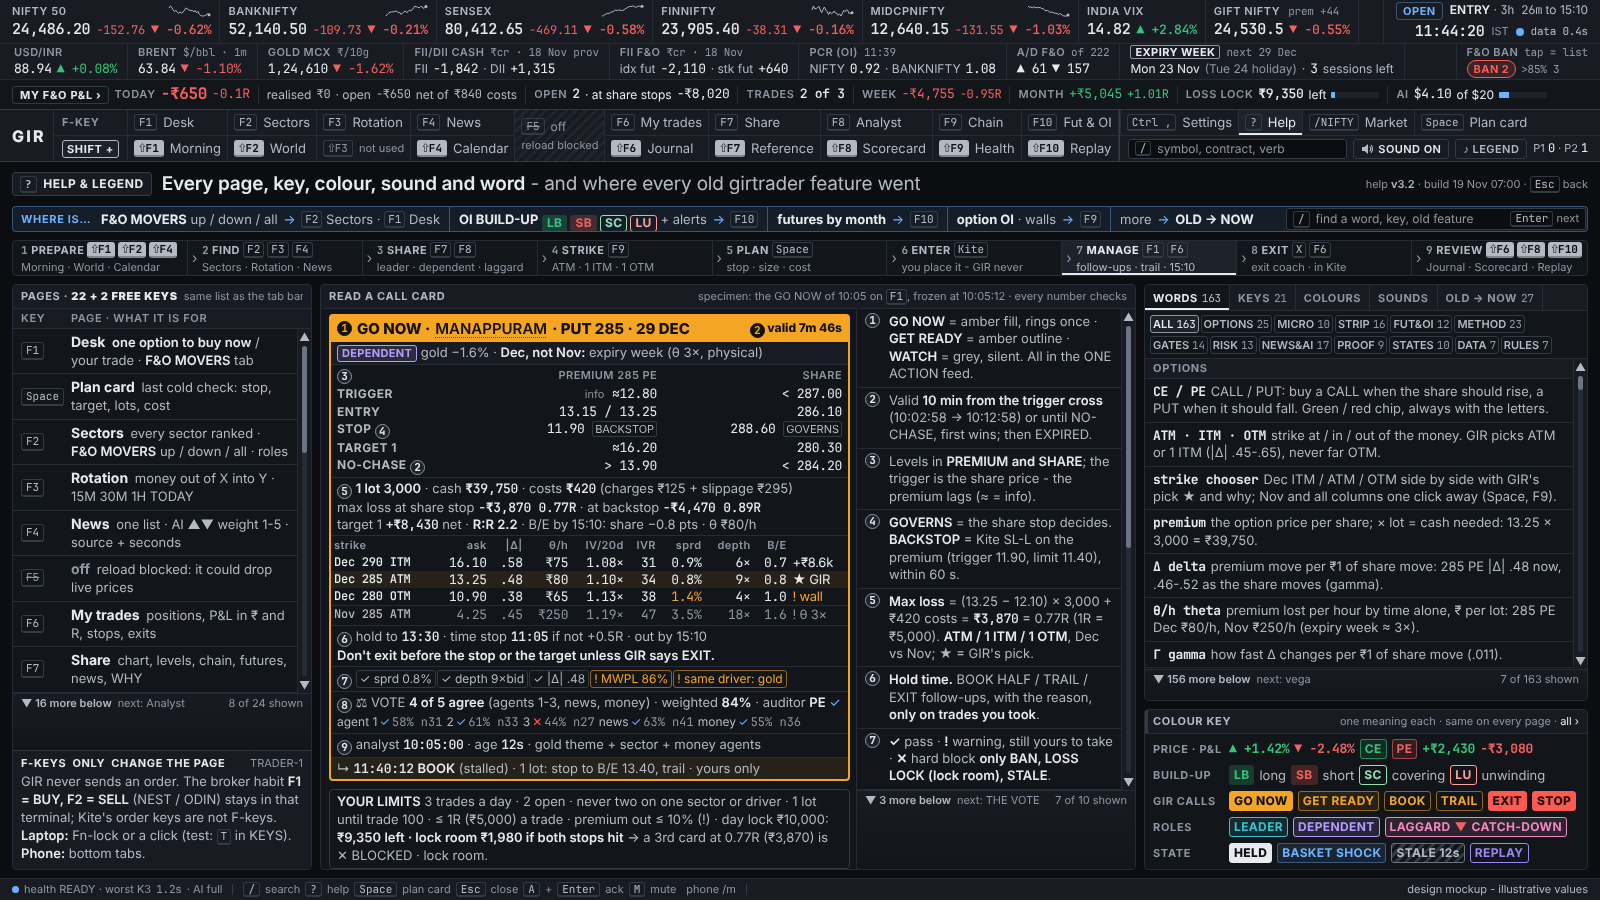 NIFTY 50
24,486.20 -152.76 ▼ -0.62%
BANKNIFTY
52,140.50 -109.73 ▼ -0.21%
SENSEX
80,412.65 -469.11 ▼ -0.58%
FINNIFTY
23,905.40 -38.31 ▼ -0.16%
MIDCPNIFTY
12,640.15 -131.55 ▼ -1.03%
INDIA VIX
14.82 ▲ +2.84%
GIFT NIFTY prem +44
24,530.5 ▼ -0.55%
OPEN ENTRY · 3h 26m to 15:10
11:44:20 IST ● data 0.4s
USD/INR
88.94 ▲ +0.08%
BRENT $/bbl · 1m
63.84 ▼ -1.10%
GOLD MCX ₹/10g
1,24,610 ▼ -1.62%
FII/DII CASH ₹cr · 18 Nov prov
FII -1,842 · DII +1,315
FII F&O ₹cr · 18 Nov
idx fut -2,110 · stk fut +640
PCR (OI) 11:39
NIFTY 0.92 · BANKNIFTY 1.08
A/D F&O of 222
▲ 61 ▼ 157
EXPIRY WEEK next 29 Dec
Mon 23 Nov (Tue 24 holiday) · 3 sessions left
F&O BAN tap = list
BAN 2 >85% 3
MY F&O P&L › TODAY -₹650 -0.1R realised ₹0 · open -₹650 net of ₹840 costs OPEN 2 · at share stops -₹8,020 TRADES 2 of 3 WEEK -₹4,755 -0.95R MONTH +₹5,045 +1.01R LOSS LOCK ₹9,350 left AI $4.10 of $20
GIR
F-KEY F1 Desk F2 Sectors F3 Rotation F4 News F5 off F6 My trades F7 Share F8 Analyst F9 Chain F10 Fut & OI Ctrl , Settings ? Help /NIFTY Market Space Plan card
reload blocked
SHIFT + ⇧F1 Morning ⇧F2 World ⇧F3 not used ⇧F4 Calendar ⇧F6 Journal ⇧F7 Reference ⇧F8 Scorecard ⇧F9 Health ⇧F10 Replay / symbol, contract, verb SOUND ON ♪ LEGEND P1 0 · P2 1
? HELP & LEGEND Every page, key, colour, sound and word - and where every old girtrader feature went
help v3.2 · build 19 Nov 07:00 · Esc back
WHERE IS... F&O MOVERS up / down / all → F2 Sectors · F1 Desk OI BUILD-UP LB SB SC LU + alerts → F10 futures by month → F10 option OI · walls → F9 more → OLD → NOW / find a word, key, old feature Enter next
1 PREPARE ⇧F1 ⇧F2 ⇧F4
Morning · World · Calendar
› 2 FIND F2 F3 F4
Sectors · Rotation · News
› 3 SHARE F7 F8
leader · dependent · laggard
› 4 STRIKE F9
ATM · 1 ITM · 1 OTM
› 5 PLAN Space
stop · size · cost
› 6 ENTER Kite
you place it - GIR never
› 7 MANAGE F1 F6
follow-ups · trail · 15:10
› 8 EXIT X F6
exit coach · in Kite
› 9 REVIEW ⇧F6 ⇧F8 ⇧F10
Journal · Scorecard · Replay
PAGES · 22 + 2 FREE KEYS same list as the tab bar
KEY PAGE · WHAT IT IS FOR
F1 Desk one option to buy now /
your trade · F&O MOVERS tab
Space Plan card last cold check: stop,
target, lots, cost
F2 Sectors every sector ranked ·
F&O MOVERS up / down / all · roles
F3 Rotation money out of X into Y ·
15M 30M 1H TODAY
F4 News one list · AI ▲▼ weight 1-5 ·
source + seconds
F5 off reload blocked: it could drop
live prices
F6 My trades positions, P&L in ₹ and
R, stops, exits
F7 Share chart, levels, chain, futures,
news, WHY
▼ 16 more below next: Analyst 8 of 24 shown
F-KEYS ONLY CHANGE THE PAGE TRADER-1
GIR never sends an order. The broker habit F1
= BUY, F2 = SELL (NEST / ODIN) stays in that
terminal; Kite's order keys are not F-keys.
Laptop: Fn-lock or a click (test: T in KEYS).
Phone: bottom tabs.
READ A CALL CARD specimen: the GO NOW of 10:05 on F1, frozen at 10:05:12 · every number checks
1 GO NOW · MANAPPURAM · PUT 285 · 29 DEC 2 valid 7m 46s
DEPENDENT gold −1.6% · Dec, not Nov: expiry week (θ 3×, physical)
3 PREMIUM 285 PE SHARE
TRIGGER info ≈12.80 < 287.00
ENTRY 13.15 / 13.25 286.10
STOP 4 11.90 BACKSTOP 288.60 GOVERNS
TARGET 1 ≈16.20 280.30
NO-CHASE 2 > 13.90 < 284.20
5 1 lot 3,000 · cash ₹39,750 · costs ₹420 (charges ₹125 + slippage ₹295)
max loss at share stop -₹3,870 0.77R · at backstop -₹4,470 0.89R
target 1 +₹8,430 net · R:R 2.2 · B/E by 15:10: share −0.8 pts · θ ₹80/h
strike ask |Δ| θ/h IV/20d IVR sprd depth B/E
Dec 290 ITM 16.10 .58 ₹75 1.08× 31 0.9% 6× 0.7 +₹8.6k
Dec 285 ATM 13.25 .48 ₹80 1.10× 34 0.8% 9× 0.8 ★ GIR
Dec 280 OTM 10.90 .38 ₹65 1.13× 38 1.4% 4× 1.0 ! wall
Nov 285 ATM 4.25 .45 ₹250 1.19× 47 3.5% 18× 1.6 ! θ 3×
6 hold to 13:30 · time stop 11:05 if not +0.5R · out by 15:10
Don't exit before the stop or the target unless GIR says EXIT.
7 ✓ sprd 0.8% ✓ depth 9×bid ✓ |Δ| .48 ! MWPL 86% ! same driver: gold
8 ⚖ VOTE 4 of 5 agree (agents 1-3, news, money) · weighted 84% · auditor PE ✓
agent 1 ✓ 58% n31 2 ✓ 61% n33 3 ✕ 44% n27 news ✓ 63% n41 money ✓ 55% n36
9 analyst 10:05:00 · age 12s · gold theme + sector + money agents
↪ 11:40:12 BOOK (stalled) · 1 lot: stop to B/E 13.40, trail · yours only
YOUR LIMITS 3 trades a day · 2 open · never two on one sector or driver · 1 lot
until trade 100 · ≤ 1R (₹5,000) a trade · premium out ≤ 10% (!) · day lock ₹10,000:
₹9,350 left · lock room ₹1,980 if both stops hit → a 3rd card at 0.77R (₹3,870) is
✕ BLOCKED · lock room.
1 GO NOW = amber fill, rings once ·
GET READY = amber outline ·
WATCH = grey, silent. All in the ONE
ACTION feed.
2 Valid 10 min from the trigger cross
(10:02:58 → 10:12:58) or until NO-
CHASE, first wins; then EXPIRED.
3 Levels in PREMIUM and SHARE; the
trigger is the share price - the
premium lags (≈ = info).
4 GOVERNS = the share stop decides.
BACKSTOP = Kite SL-L on the
premium (trigger 11.90, limit 11.40),
within 60 s.
5 Max loss = (13.25 − 12.10) × 3,000 +
₹420 costs = ₹3,870 = 0.77R (1R =
₹5,000). ATM / 1 ITM / 1 OTM, Dec
vs Nov; ★ = GIR's pick.
6 Hold time. BOOK HALF / TRAIL /
EXIT follow-ups, with the reason,
only on trades you took.
7 ✓ pass · ! warning, still yours to take
· ✕ hard block only BAN, LOSS
LOCK (lock room), STALE.
▼ 3 more below next: THE VOTE 7 of 10 shown
WORDS 163 KEYS 21 COLOURS SOUNDS OLD → NOW 27
ALL 163 OPTIONS 25 MICRO 10 STRIP 16 FUT&OI 12 METHOD 23
GATES 14 RISK 13 NEWS&AI 17 PROOF 9 STATES 10 DATA 7 RULES 7
OPTIONS
CE / PE CALL / PUT: buy a CALL when the share should rise, a
PUT when it should fall. Green / red chip, always with the letters.
ATM · ITM · OTM strike at / in / out of the money. GIR picks ATM
or 1 ITM (|Δ| .45-.65), never far OTM.
strike chooser Dec ITM / ATM / OTM side by side with GIR's
pick ★ and why; Nov and all columns one click away (Space, F9).
premium the option price per share; × lot = cash needed: 13.25 ×
3,000 = ₹39,750.
Δ delta premium move per ₹1 of share move: 285 PE |Δ| .48 now,
.46-.52 as the share moves (gamma).
θ/h theta premium lost per hour by time alone, ₹ per lot: 285 PE
Dec ₹80/h, Nov ₹250/h (expiry week ≈ 3×).
Γ gamma how fast Δ changes per ₹1 of share move (.011).
▼ 156 more below next: vega 7 of 163 shown
COLOUR KEY one meaning each · same on every page · all ›
PRICE · P&L ▲ +1.42% ▼ -2.48% CE PE +₹2,430 -₹3,080
BUILD-UP LB long SB short SC covering LU unwinding
GIR CALLS GO NOW GET READY BOOK TRAIL EXIT STOP
ROLES LEADER DEPENDENT LAGGARD ▼ CATCH-DOWN
STATE HELD BASKET SHOCK STALE 12s REPLAY
● health READY · worst K3 1.2s · AI full / search ? help Space plan card Esc close A + Enter ack M mute phone /m
design mockup - illustrative values